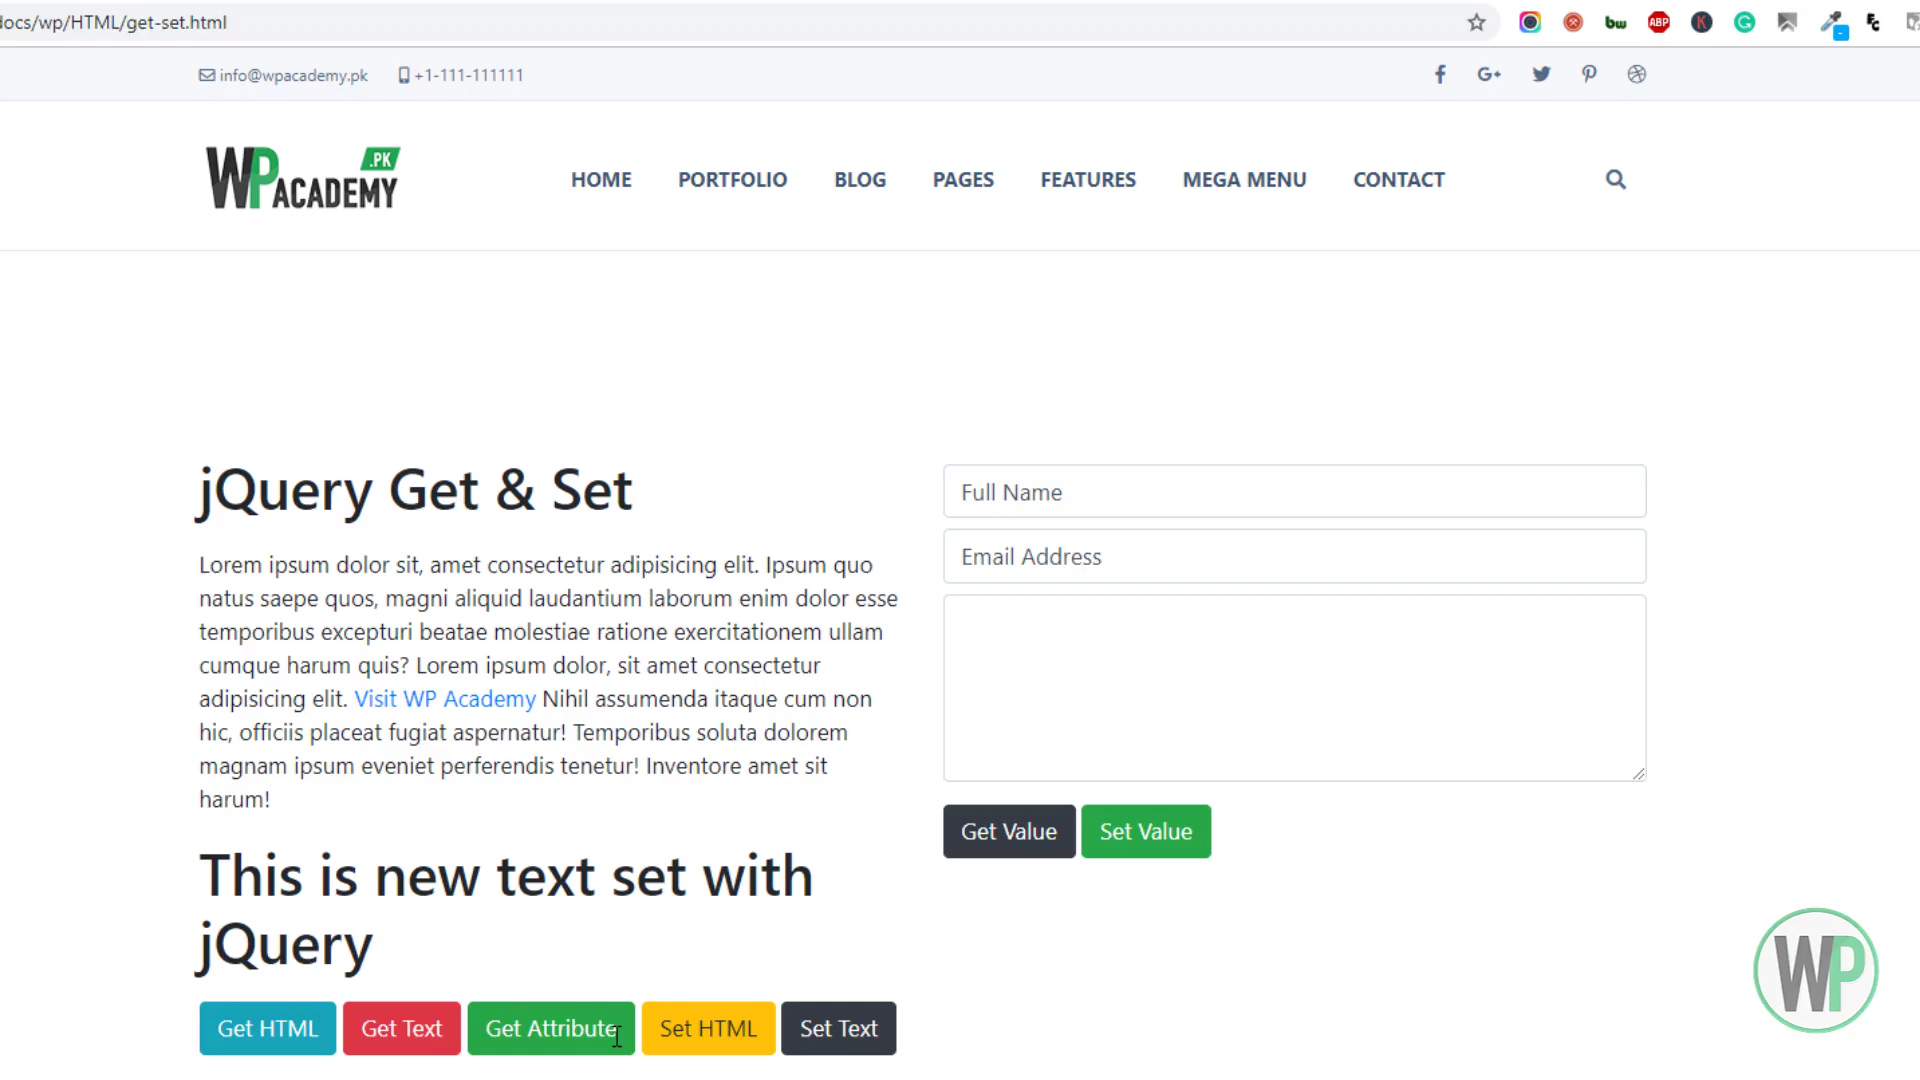 docs/wp/HTML/get-set.html
bw
ABP
K
info@wpacademy.pk +1-111-111111
WPACADEMY .PK
HOME PORTFOLIO BLOG PAGES FEATURES MEGA MENU CONTACT
jQuery Get & Set
Full Name
Email Address
Lorem ipsum dolor sit, amet consectetur adipisicing elit. Ipsum quo
natus saepe quos, magni aliquid laudantium laborum enim dolor esse
temporibus excepturi beatae molestiae ratione exercitationem ullam
cumque harum quis? Lorem ipsum dolor, sit amet consectetur
adipisicing elit. Visit WP Academy Nihil assumenda itaque cum non
hic, officiis placeat fugiat aspernatur! Temporibus soluta dolorem
magnam ipsum eveniet perferendis tenetur! Inventore amet sit
harum!
Get Value Set Value
This is new text set with
jQuery
Get HTML Get Text Get Attribute Set HTML Set Text
WP